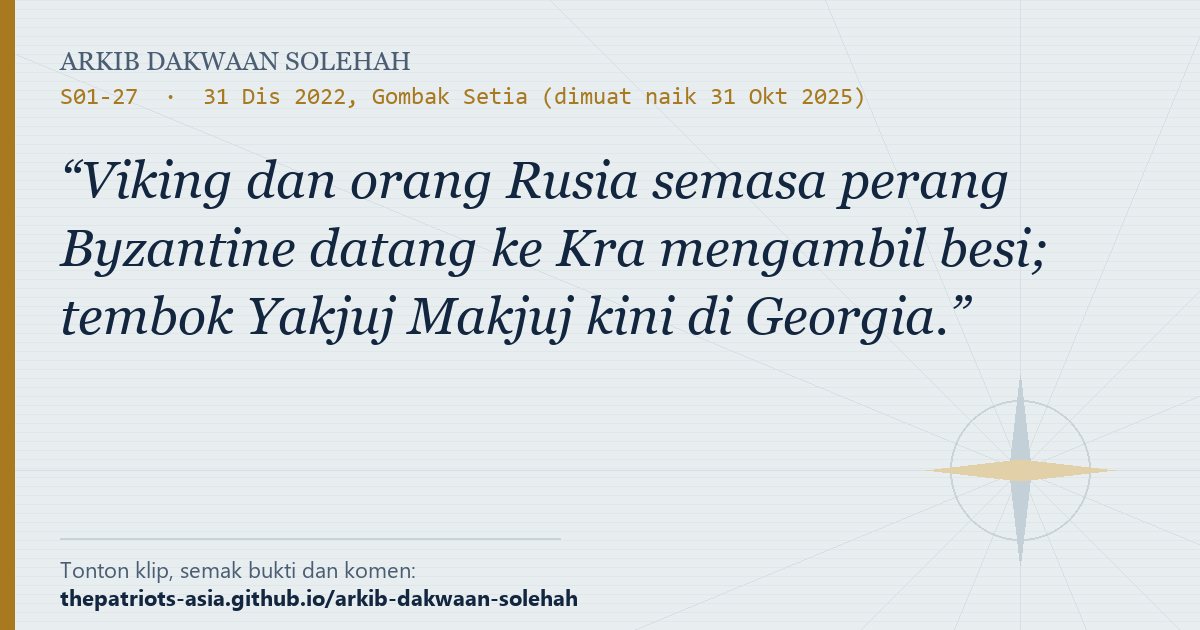 ARKIB DAKWAAN SOLEHAH
S01-27 · 31 Dis 2022, Gombak Setia (dimuat naik 31 Okt 2025)
“Viking dan orang Rusia semasa perang
Byzantine datang ke Kra mengambil besi;
tembok Yakjuj Makjuj kini di Georgia.”
Tonton klip, semak bukti dan komen:
thepatriots-asia.github.io/arkib-dakwaan-solehah